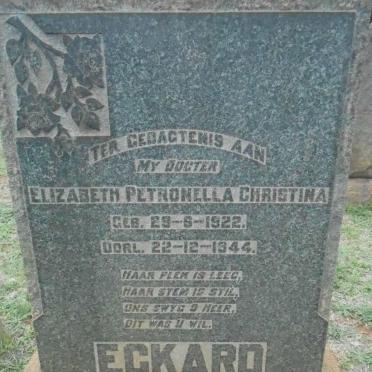 TER GEDACTENIS AAN
MY DOGTER
ELIZABETH PETRONELLA CHRISTINA
GEB. 29-6-1922.
OORL. 22-12-1944.
HAAR PLEK IS LEEG,
HAAR STEM IS STIL,
ONS SWYG O HEER,
DIT WAS U WIL.
ECKARD